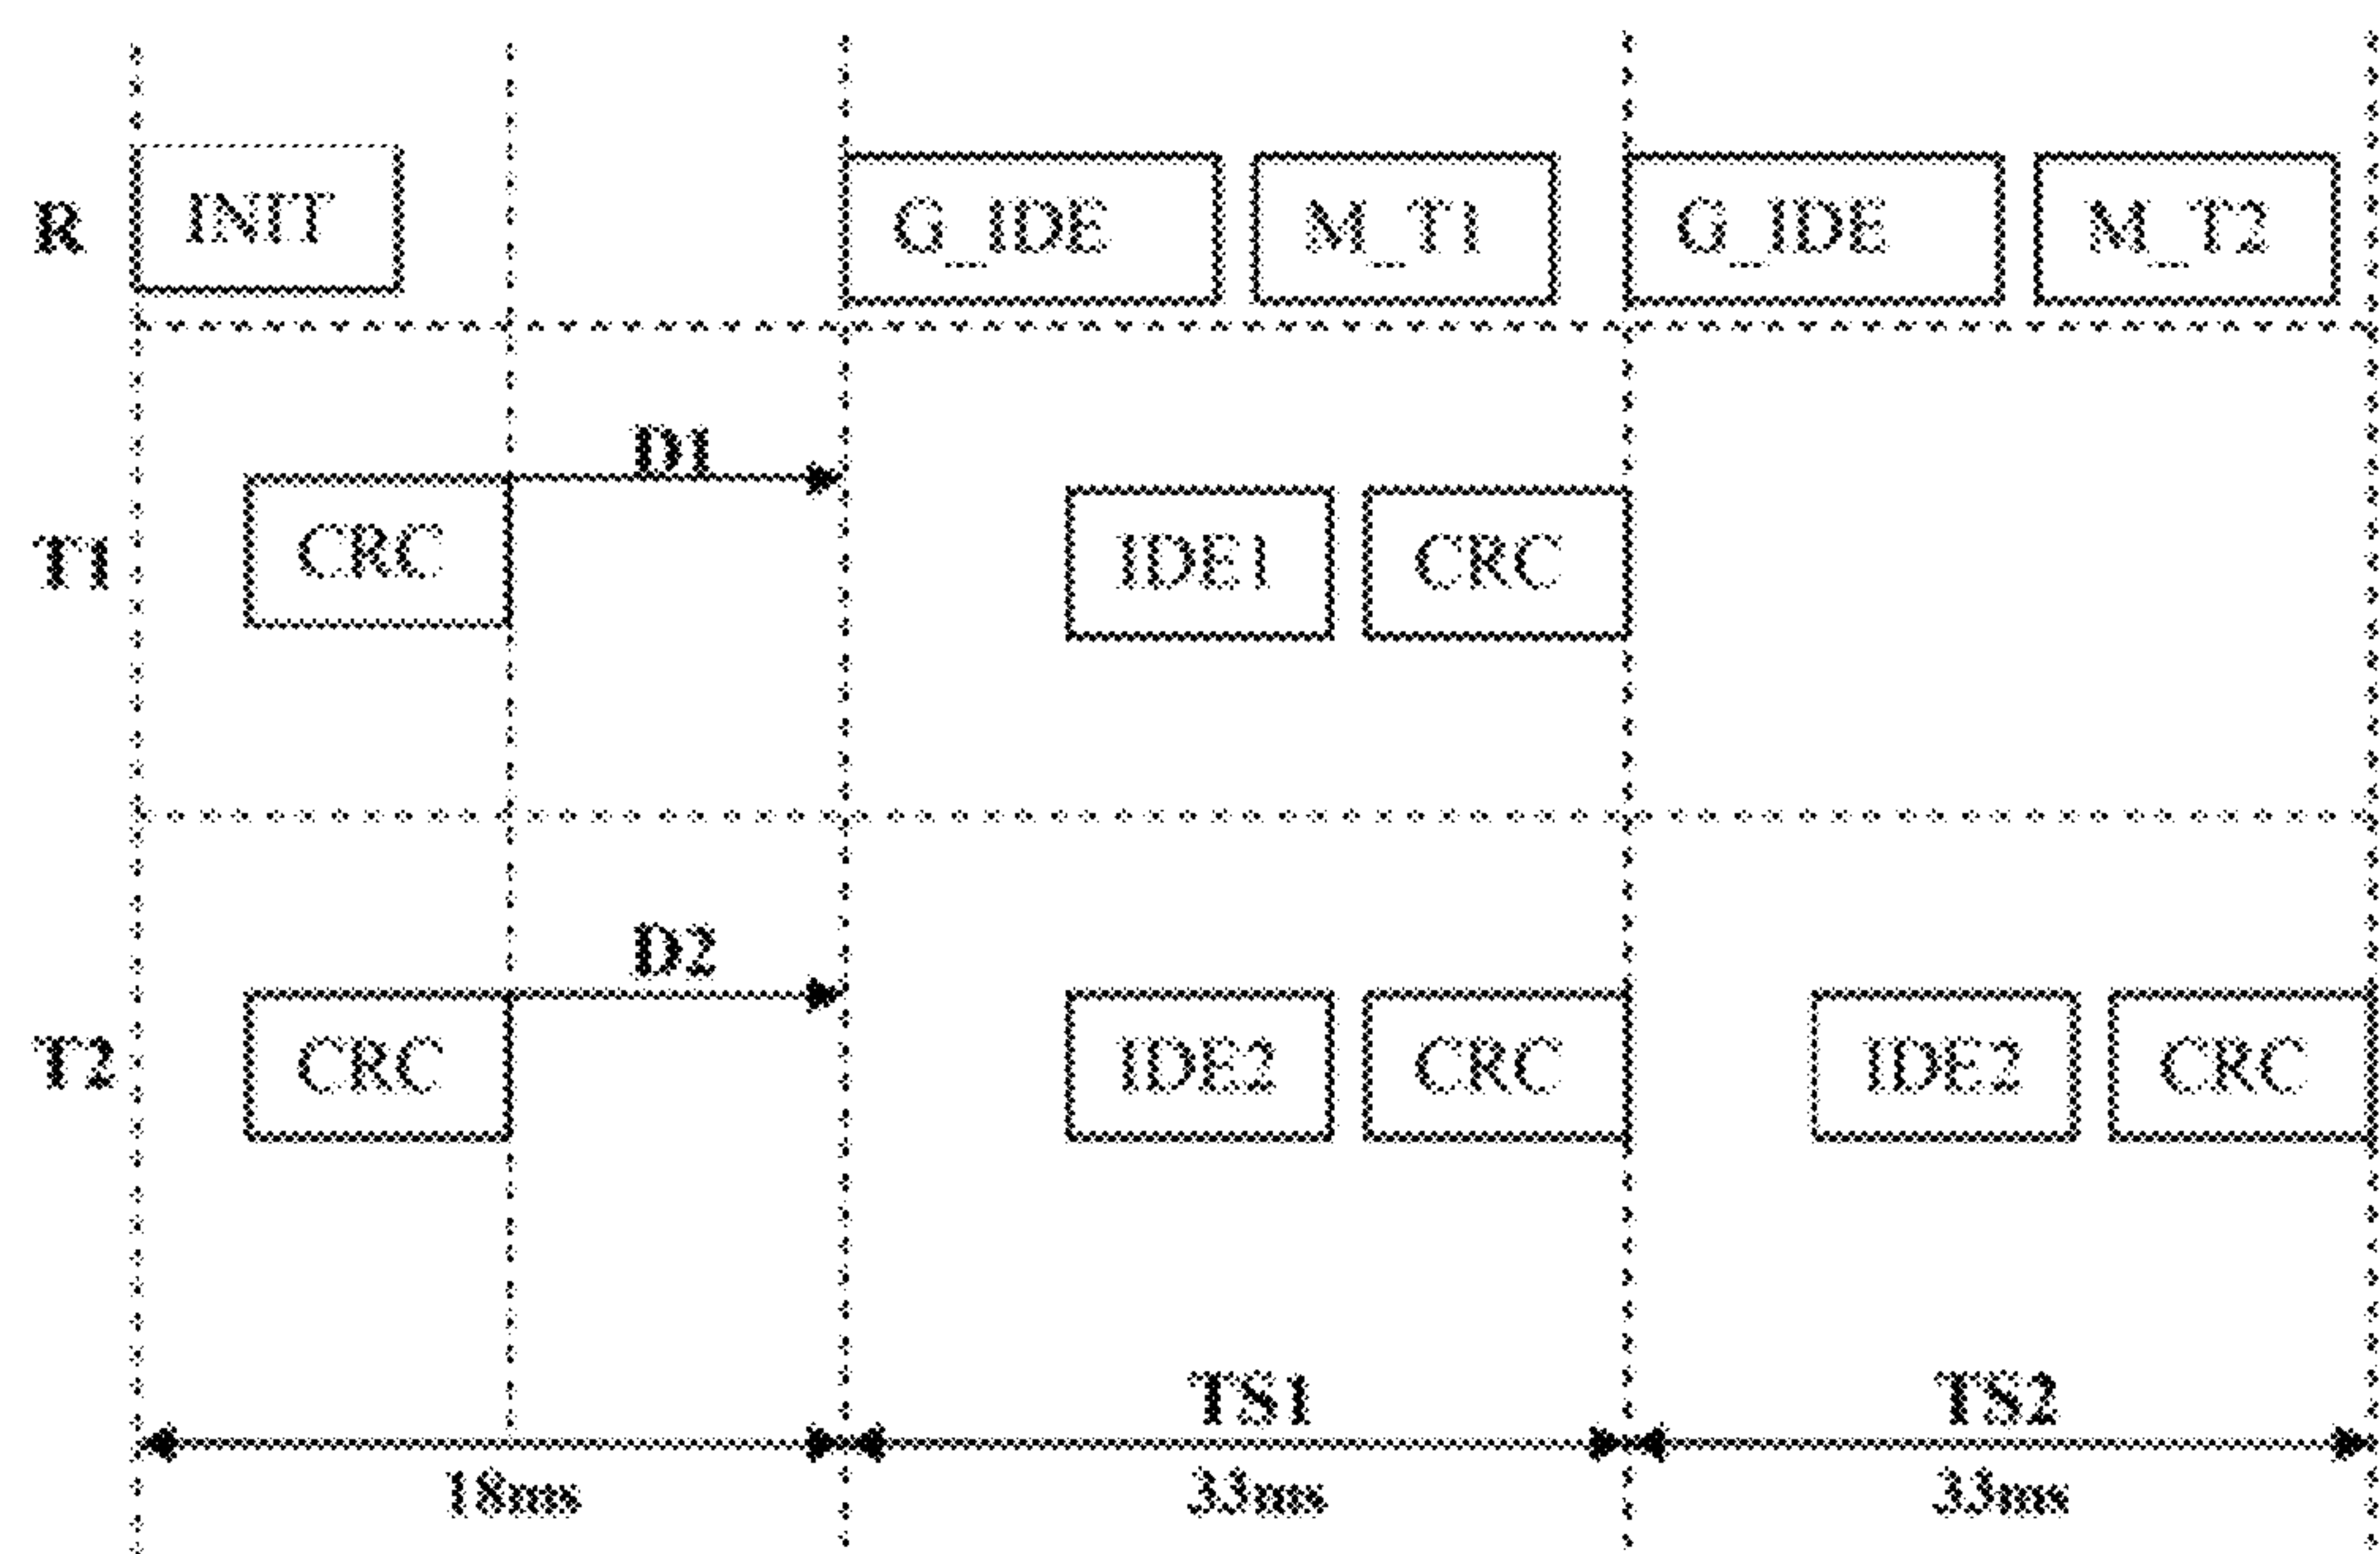 R INIT G_IDE M_T1 G_IDE M_T2
D1
T1 CRC IDE1 CRC
D2
T2 CRC IDE2 CRC IDE2 CRC
TS1 TS2
18ms 33ms 33ms